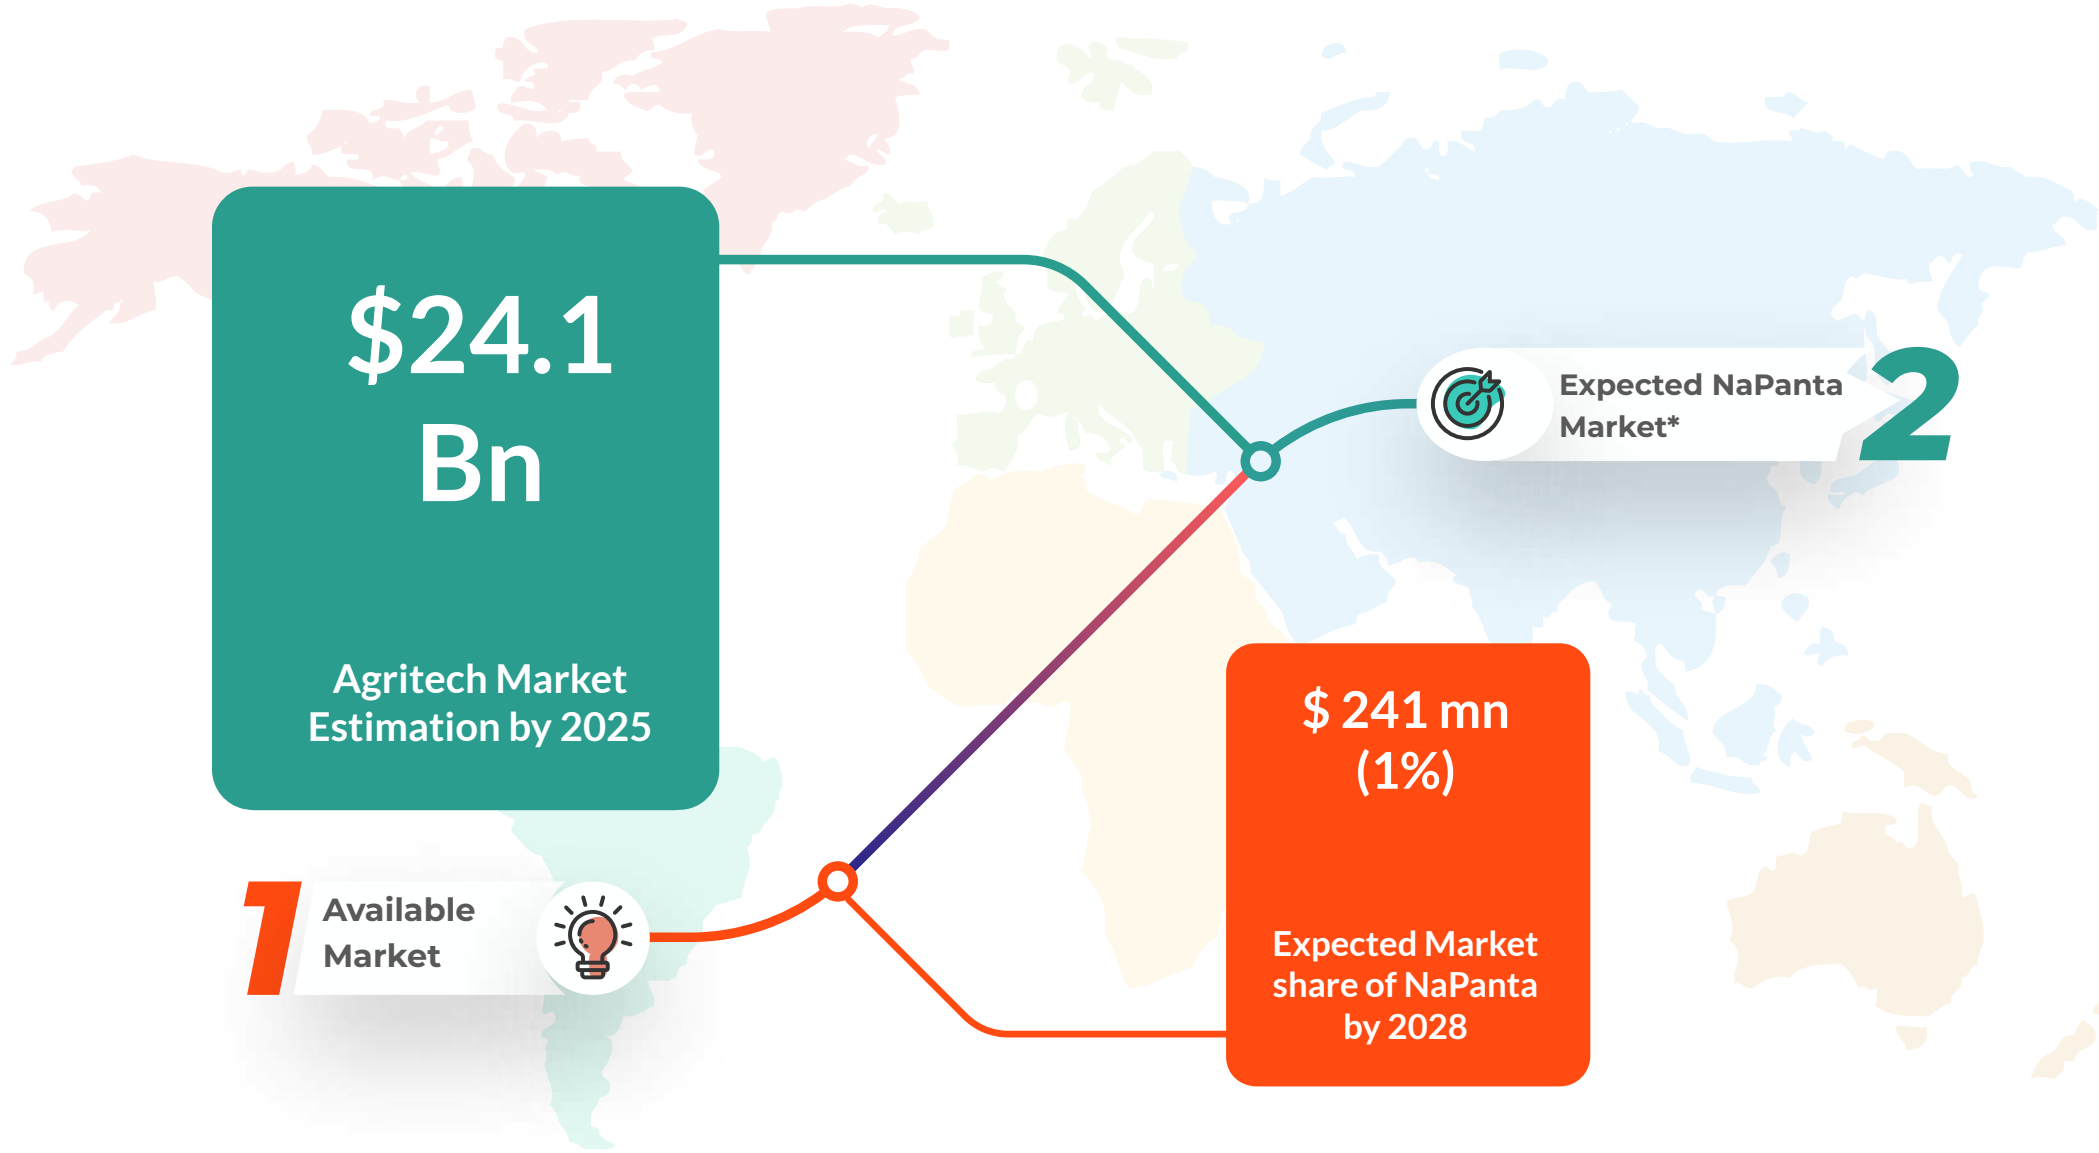 $24.1
Bn
Agritech Market
Estimation by 2025
1
Available
Market
Expected NaPanta
Market*
2
$ 241 mn
(1%)
Expected Market
share of NaPanta
by 2028